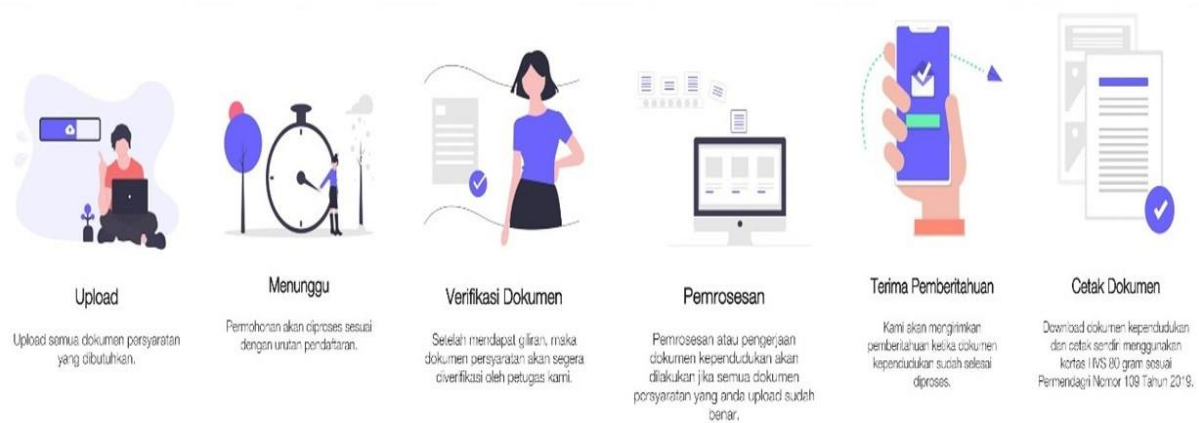 Upload
Upload semua dokumen persyaratan
yang dibutuhkan.
Menunggu
Permohonan akan diproses sesuai
dengan urutan pendaftaran.
Verifikasi Dokumen
Setelah mendapat giliran, maka
dokumen persyaratan akan segera
diverifikasi oleh petugas kami.
Pemrosesan
Pemrosesan atau pengerjaan
dokumen kependudukan akan
dilakukan jika semua dokumen
persyaratan yang anda upload sudah
benar.
Terima Pemberitahuan
Kami akan mengirimkan
pemberitahuan ketika dokumen
kependudukan sudah selesai
diproses.
Cetak Dokumen
Download dokumen kependudukan
dan cetak sendiri menggunakan
kertas HVS 80 gram sesuai
Permendagri Nomor 109 Tahun 2019.